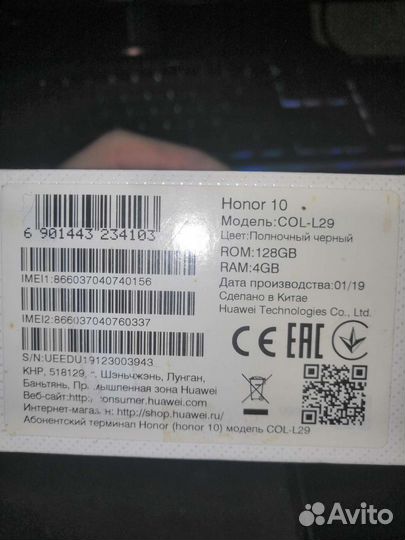 Honor 10
Модель:COL-L29
Цвет:Полночный черный
ROM:128GB
RAM:4GB
Дата производства:01/19
Сделано в Китае
Huawei Technologies Co., Ltd.
6 901443 234103
IMEI1:866037040740156
IMEI2:866037040760337
S/N:UEEDU19123003943
CE EAC
КНР, 518129, г. Шэньчжэнь, Лунган,
Баньтянь, Промышленная зона Huawei
Веб-сайт:http://consumer.huawei.com
Интернет-магазин: http://shop.huawei.ru/
Абонентский терминал Honor (honor 10) модель COL-L29
Avito